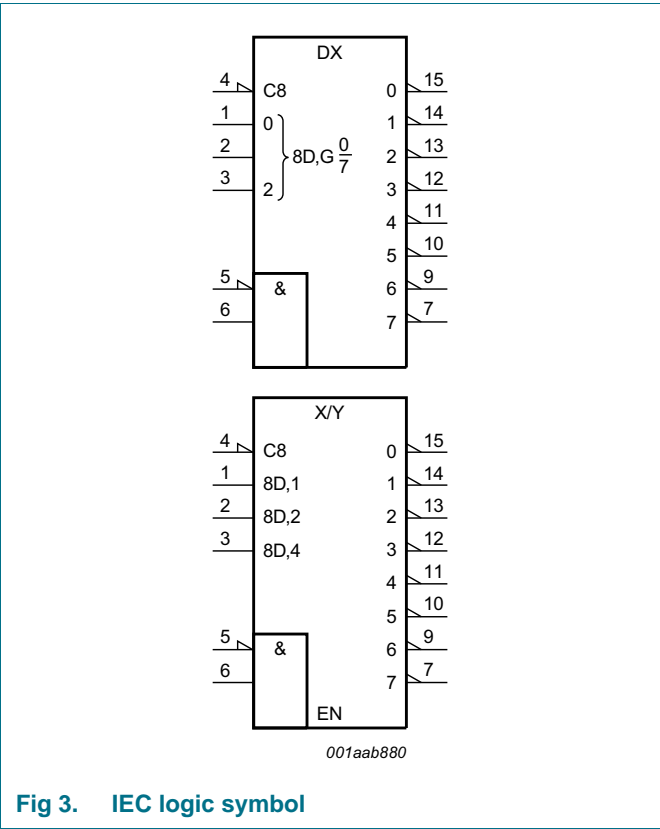 DX
4 C8 0 15
1 0 1 14
2 8D,G 0/7 2 13
3 2 3 12
4 11
5 10
5 & 6 9
6 7 7
X/Y
4 C8 0 15
1 8D,1 1 14
2 8D,2 2 13
3 8D,4 3 12
4 11
5 10
5 & 6 9
6 7 7
EN
001aab880
Fig 3. IEC logic symbol